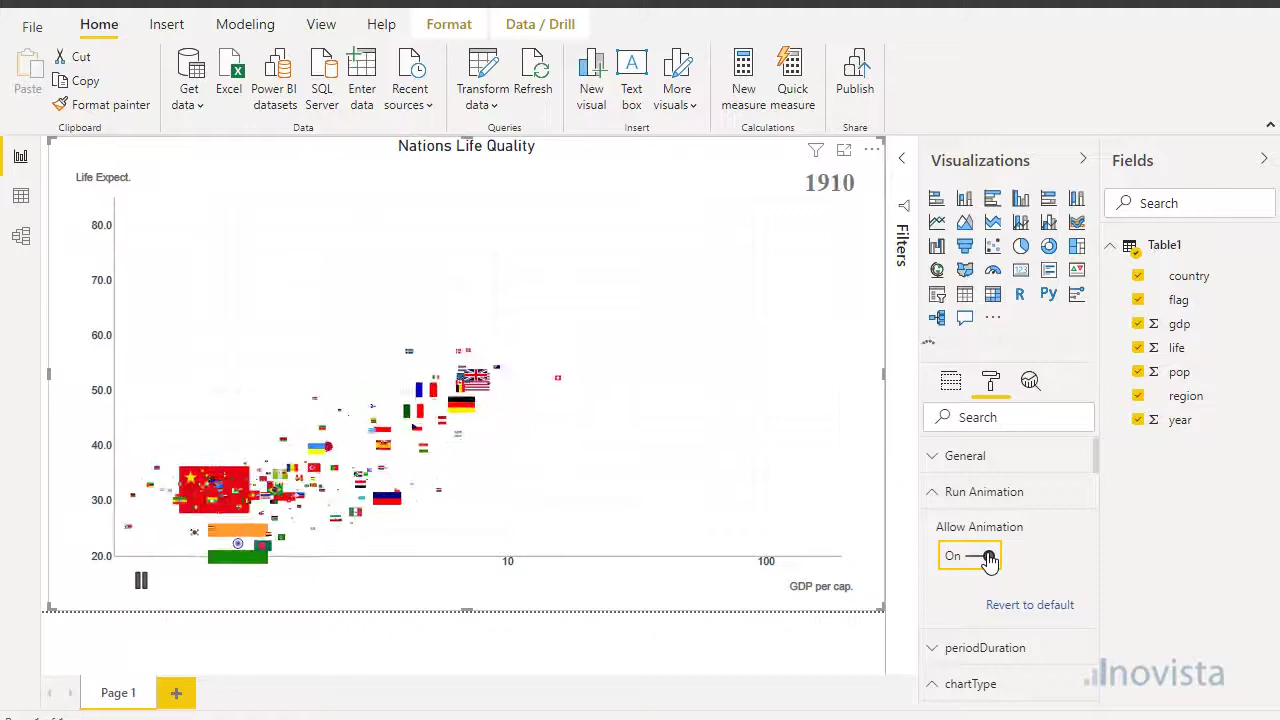 File
Home
Insert
Modeling
View
Help
Format
Data / Drill
Paste
Cut
Copy
Format painter
Clipboard
Get data
Excel
Power BI datasets
SQL Server
Enter data
Recent sources
Data
Transform data
Refresh
Queries
New visual
Text box
More visuals
Insert
New measure
Quick measure
Calculations
Publish
Share
Nations Life Quality
Life Expect.
1910
80.0
70.0
60.0
50.0
40.0
30.0
20.0
10
100
GDP per cap.
Filters
Visualizations
R
Py
Search
General
Run Animation
Allow Animation
On
Revert to default
periodDuration
chartType
Fields
Search
Table1
country
flag
gdp
life
pop
region
year
Inovista
Page 1